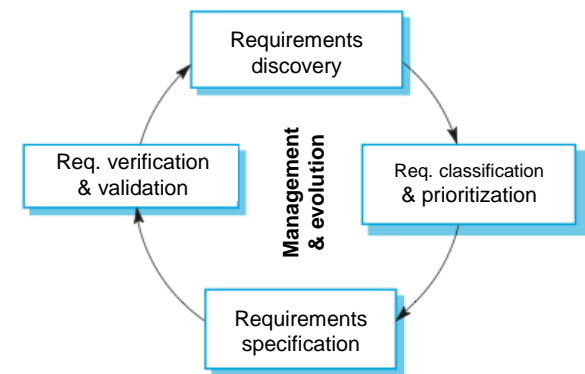 Requirements
discovery
Req. verification
& validation
Management
& evolution
Req. classification
& prioritization
Requirements
specification